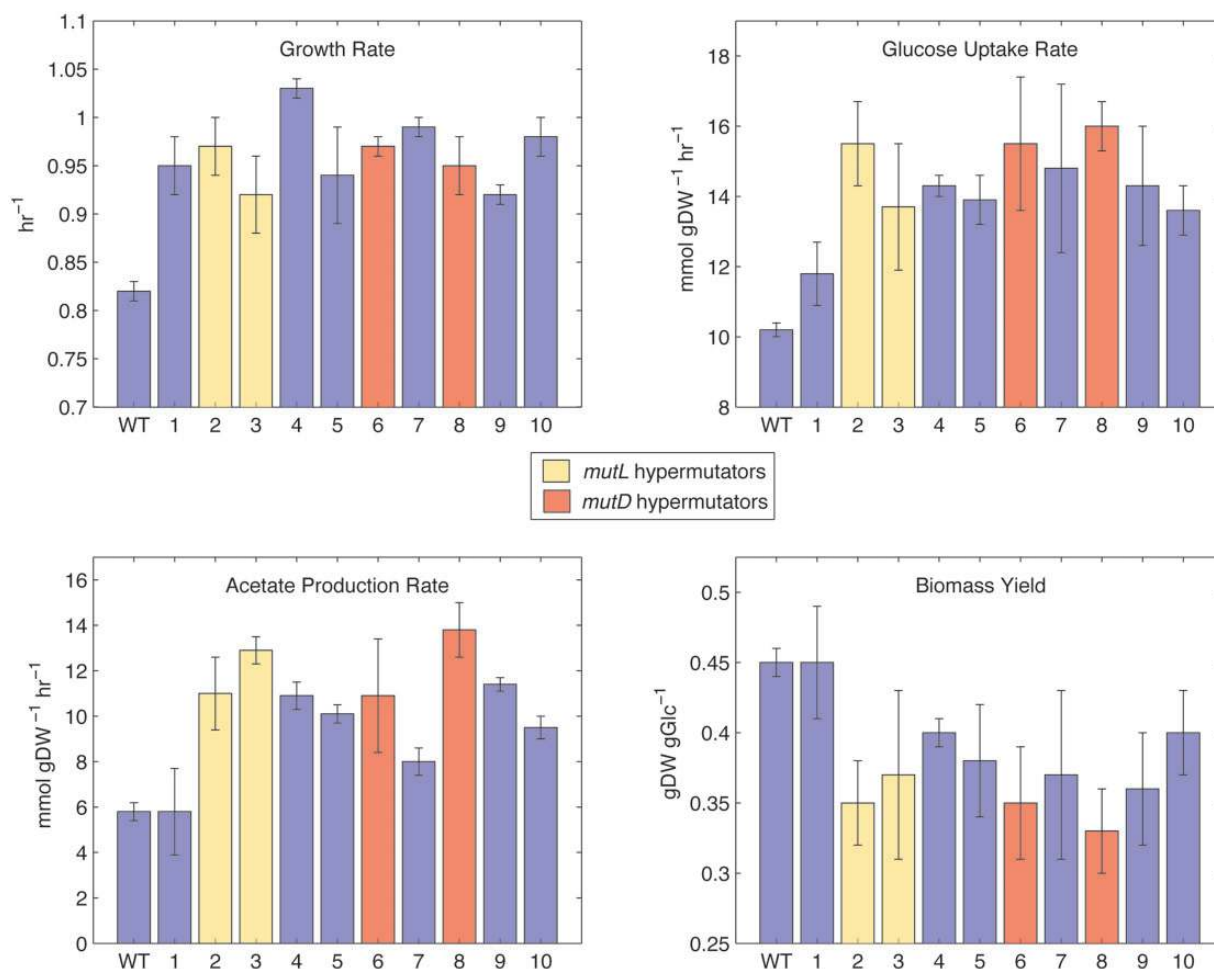 Growth Rate
1.1
1.05
1
0.95
0.9
0.85
0.8
0.75
0.7
hr⁻¹
WT 1 2 3 4 5 6 7 8 9 10
Glucose Uptake Rate
18
16
14
12
10
8
mmol gDW⁻¹ hr⁻¹
WT 1 2 3 4 5 6 7 8 9 10
mutL hypermutators
mutD hypermutators
Acetate Production Rate
16
14
12
10
8
6
4
2
0
mmol gDW⁻¹ hr⁻¹
WT 1 2 3 4 5 6 7 8 9 10
Biomass Yield
0.5
0.45
0.4
0.35
0.3
0.25
gDW gGlc⁻¹
WT 1 2 3 4 5 6 7 8 9 10